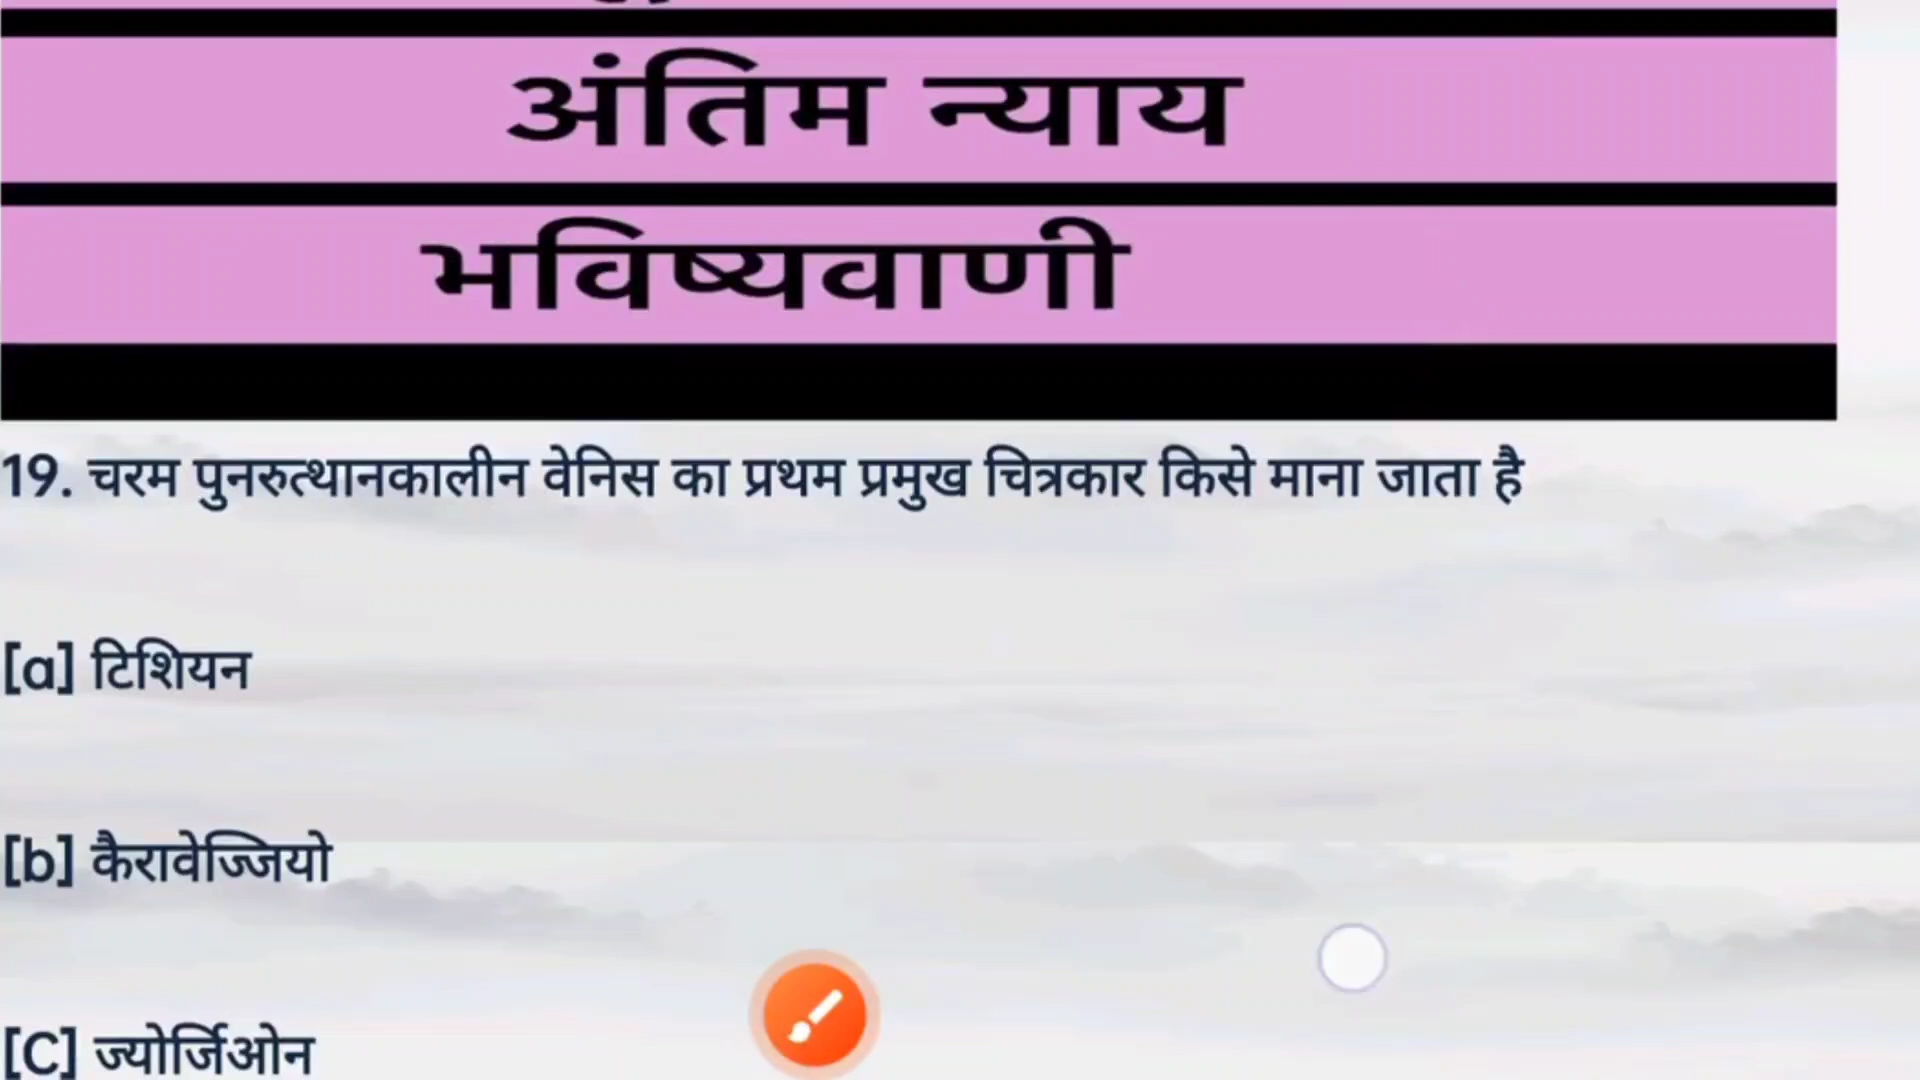 अंतिम न्याय
भविष्यवाणी
19. चरम पुनरुत्थानकालीन वेनिस का प्रथम प्रमुख चित्रकार किसे माना जाता है
[a] टिशियन
[b] कैरावेज्जियो
[C] ज्योर्जिओन